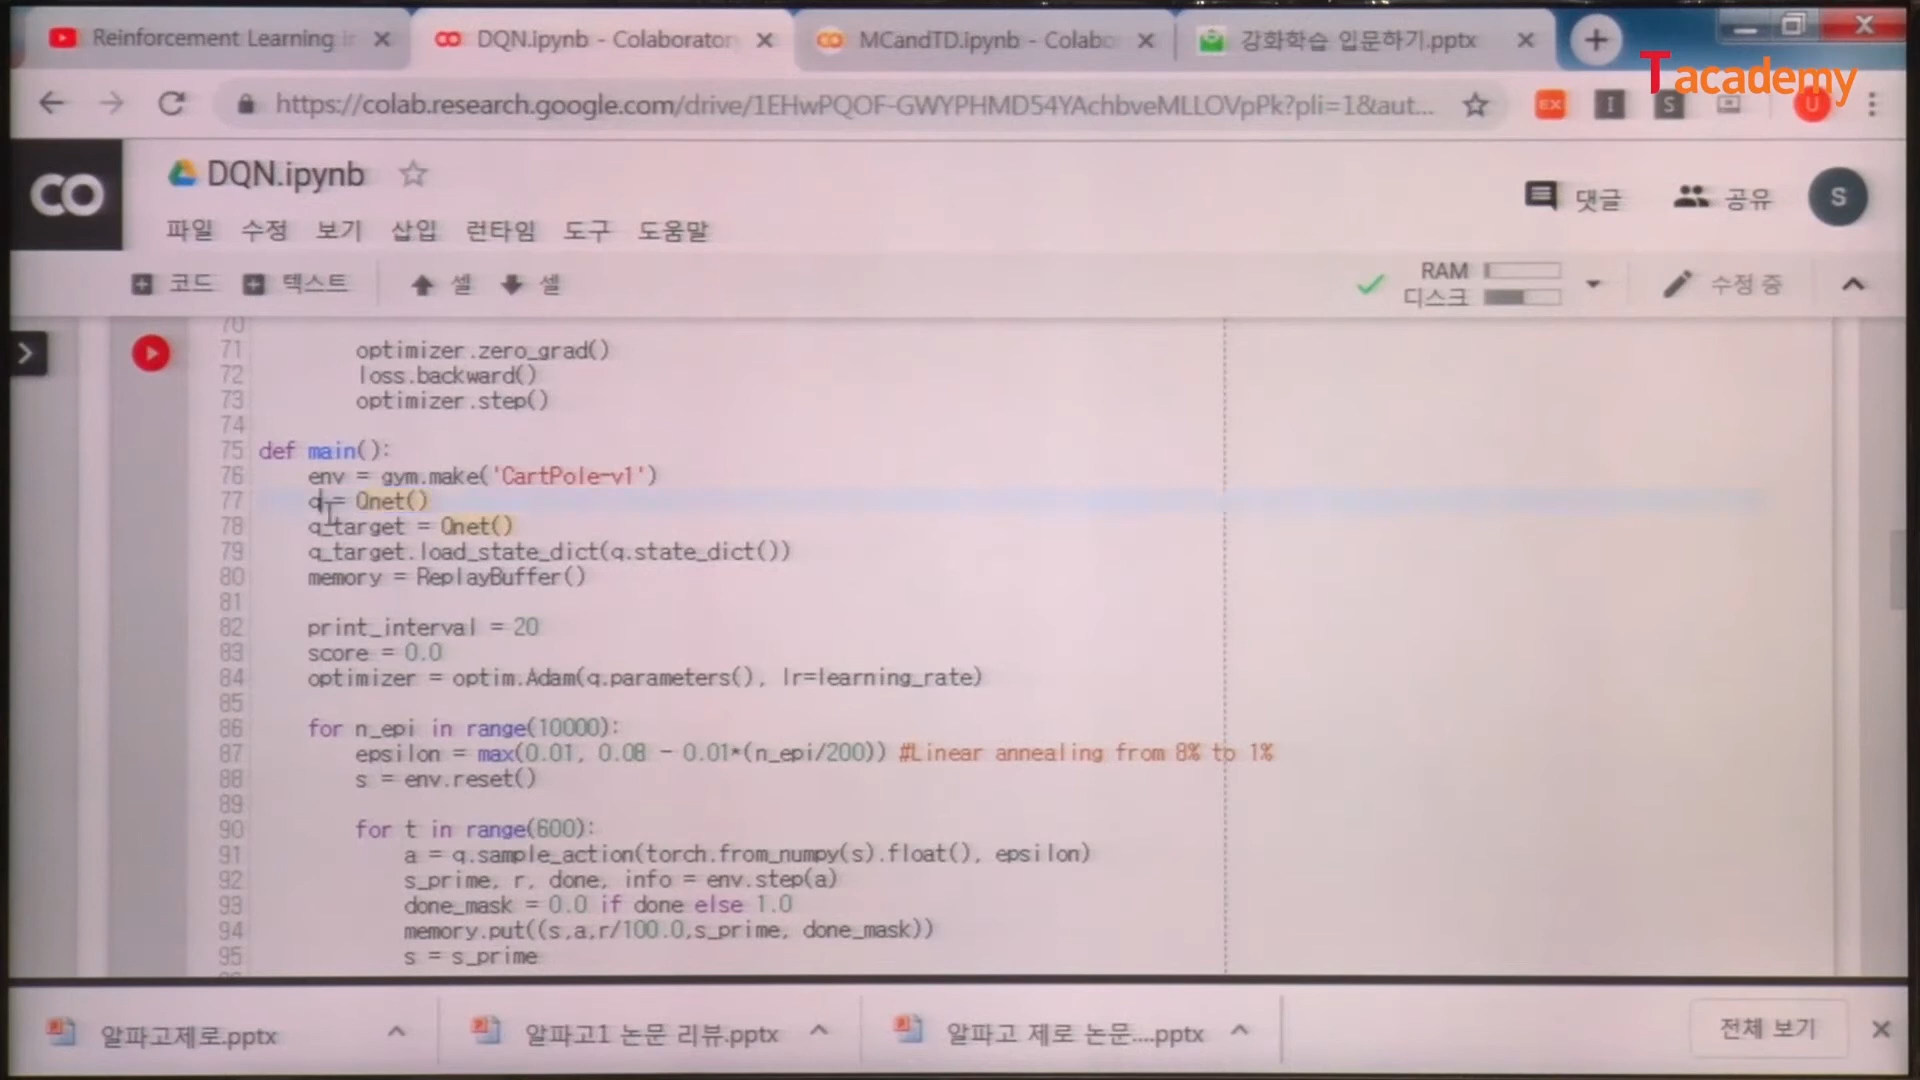 Reinforcement Learning in
DQN.ipynb - Colaborator
MCandTD.ipynb - Colabo
강화학습 입문하기.pptx
Tacademy
https://colab.research.google.com/drive/1EHwPQOF-GWYPHMD54YAchbveMLLOVpPk?pli=1&aut...
EX
I
S
U
CO
DQN.ipynb
댓글
공유
S
파일 수정 보기 삽입 런타임 도구 도움말
코드 텍스트 셀 셀
RAM
디스크
수정 중
70
71 optimizer.zero_grad()
72 loss.backward()
73 optimizer.step()
74
75 def main():
76 env = gym.make('CartPole-v1')
77 q = Qnet()
78 q_target = Qnet()
79 q_target.load_state_dict(q.state_dict())
80 memory = ReplayBuffer()
81
82 print_interval = 20
83 score = 0.0
84 optimizer = optim.Adam(q.parameters(), lr=learning_rate)
85
86 for n_epi in range(10000):
87 epsilon = max(0.01, 0.08 - 0.01*(n_epi/200)) #Linear annealing from 8% to 1%
88 s = env.reset()
89
90 for t in range(600):
91 a = q.sample_action(torch.from_numpy(s).float(), epsilon)
92 s_prime, r, done, info = env.step(a)
93 done_mask = 0.0 if done else 1.0
94 memory.put((s,a,r/100.0,s_prime, done_mask))
95 s = s_prime
알파고제로.pptx
알파고1 논문 리뷰.pptx
알파고 제로 논문....pptx
전체 보기